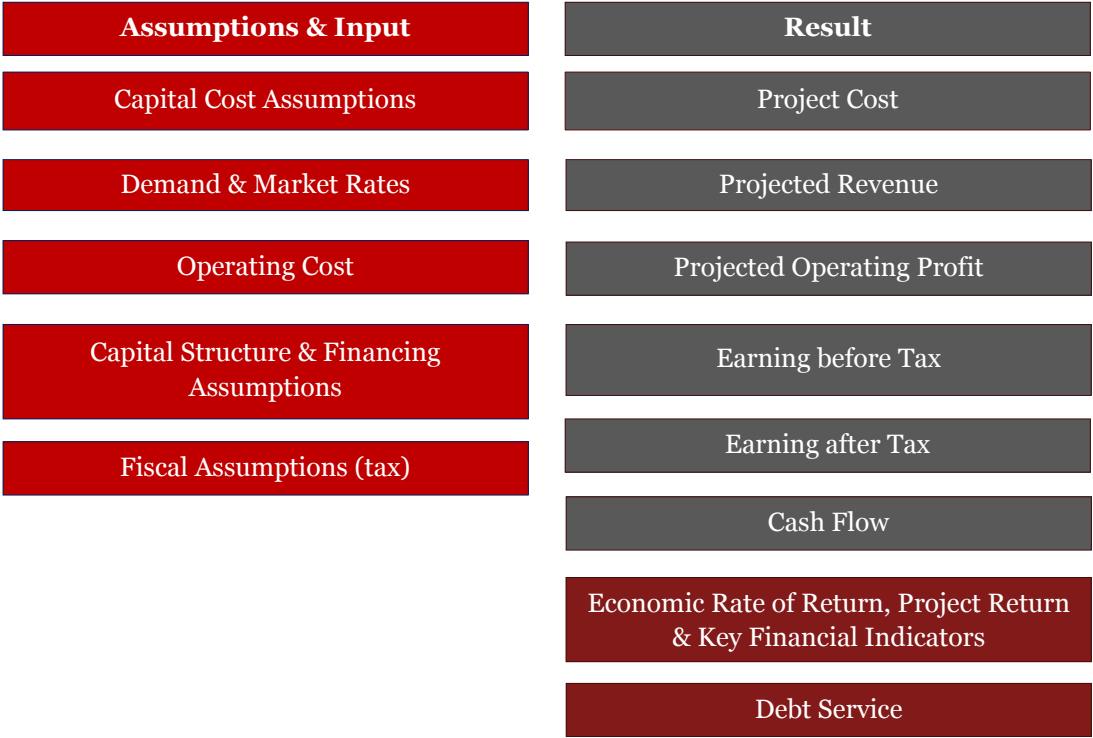 Assumptions & Input
Capital Cost Assumptions
Demand & Market Rates
Operating Cost
Capital Structure & Financing
Assumptions
Fiscal Assumptions (tax)
Result
Project Cost
Projected Revenue
Projected Operating Profit
Earning before Tax
Earning after Tax
Cash Flow
Economic Rate of Return, Project Return
& Key Financial Indicators
Debt Service